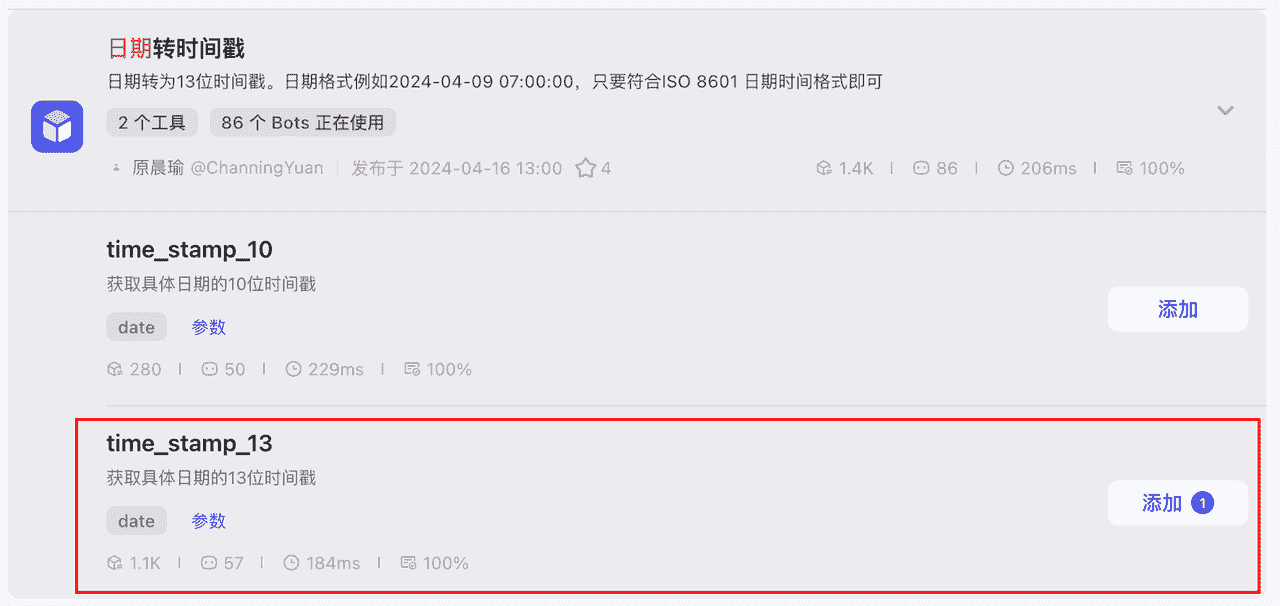 日期转时间戳
日期转为13位时间戳。日期格式例如2024-04-09 07:00:00，只要符合ISO 8601 日期时间格式即可
2 个工具 86 个 Bots 正在使用
原晨瑜 @ChanningYuan 发布于 2024-04-16 13:00 4 1.4K 86 206ms 100%
time_stamp_10
获取具体日期的10位时间戳
添加
date 参数
280 50 229ms 100%
time_stamp_13
获取具体日期的13位时间戳
添加 1
date 参数
1.1K 57 184ms 100%